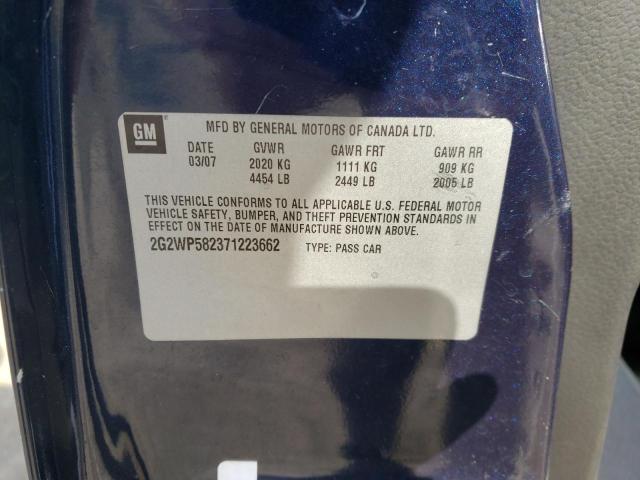 GM
MFD BY GENERAL MOTORS OF CANADA LTD.
DATE GVWR GAWR FRT GAWR RR
03/07 2020 KG 1111 KG 909 KG
4454 LB 2449 LB 2005 LB
THIS VEHICLE CONFORMS TO ALL APPLICABLE U.S. FEDERAL MOTOR
VEHICLE SAFETY, BUMPER, AND THEFT PREVENTION STANDARDS IN
EFFECT ON THE DATE OF MANUFACTURE SHOWN ABOVE.
2G2WP582371223662 TYPE: PASS CAR